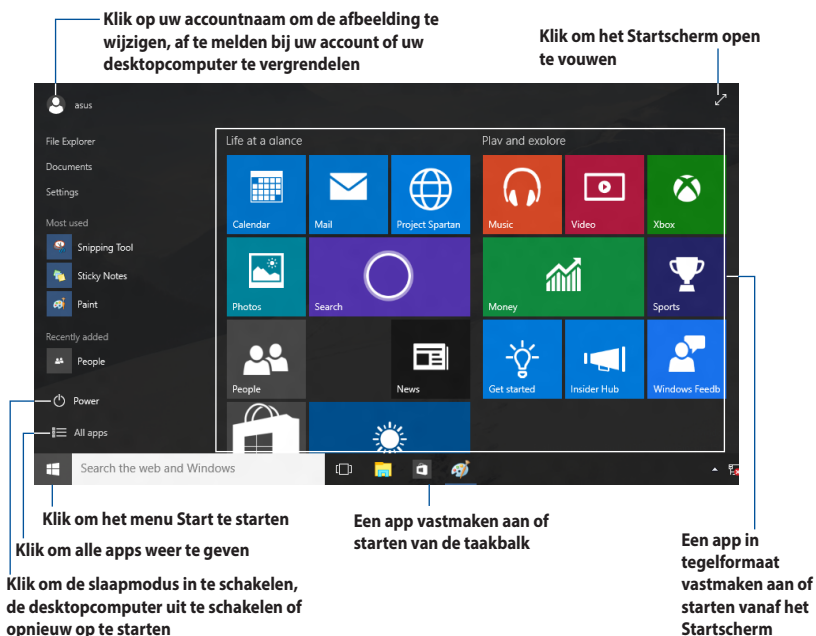 Klik op uw accountnaam om de afbeelding te
wijzigen, af te melden bij uw account of uw
desktopcomputer te vergrendelen
Klik om het Startscherm open
te vouwen
asus
File Explorer
Documents
Settings
Most used
Snipping Tool
Sticky Notes
Paint
Recently added
People
Power
All apps
Search the web and Windows
Life at a glance
Play and explore
Calendar
Mail
Project Spartan
Music
Video
Xbox
Photos
Search
Money
Sports
People
News
Get started
Insider Hub
Windows Feedb
Klik om het menu Start te starten
Klik om alle apps weer te geven
Klik om de slaapmodus in te schakelen,
de desktopcomputer uit te schakelen of
opnieuw op te starten
Een app vastmaken aan of
starten van de taakbalk
Een app in
tegelformaat
vastmaken aan of
starten vanaf het
Startscherm